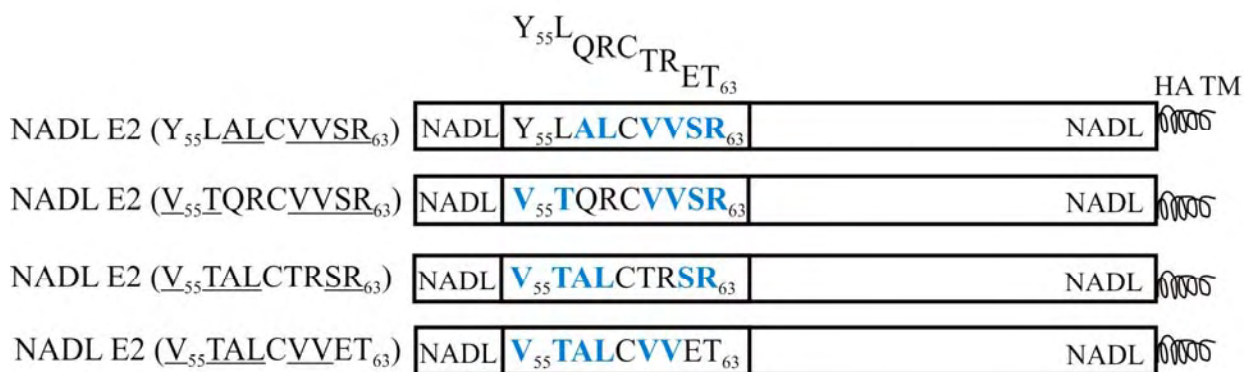 Y₅₅LQRCTRET₆₃
HA TM
NADL E2 (Y₅₅LALCVVSR₆₃) NADL Y₅₅LALCVVSR₆₃ NADL
NADL E2 (V₅₅TQRCVVSR₆₃) NADL V₅₅TQRCVVSR₆₃ NADL
NADL E2 (V₅₅TALCTRSR₆₃) NADL V₅₅TALCTRSR₆₃ NADL
NADL E2 (V₅₅TALCVVET₆₃) NADL V₅₅TALCVVET₆₃ NADL